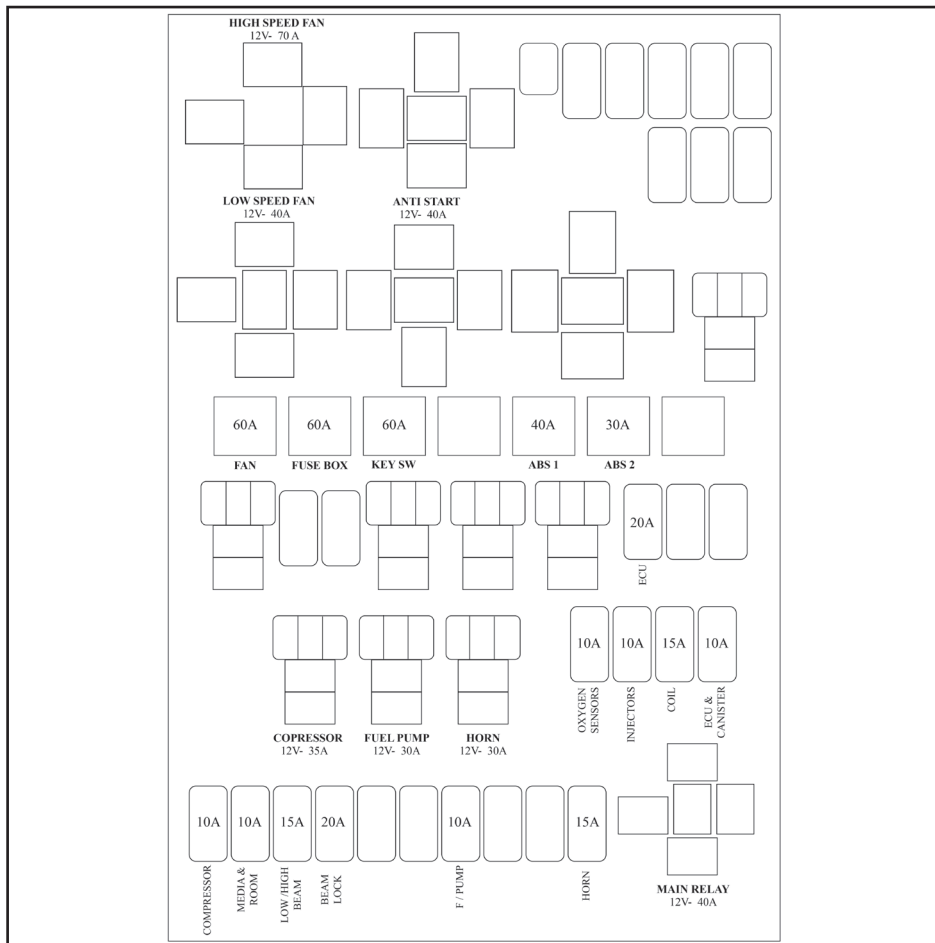 HIGH SPEED FAN
12V- 70 A
LOW SPEED FAN
12V- 40A
ANTI START
12V- 40A
60A
60A
60A
40A
30A
FAN
FUSE BOX
KEY SW
ABS 1
ABS 2
20A
ECU
10A
10A
15A
10A
OXYGEN
SENSORS
INJECTORS
COIL
ECU &
CANISTER
COPRESSOR
12V- 35A
FUEL PUMP
12V- 30A
HORN
12V- 30A
10A
10A
15A
20A
10A
15A
COMPRESSOR
MEDIA &
ROOM
LOW /HIGH
BEAM
BEAM
LOCK
F / PUMP
HORN
MAIN RELAY
12V- 40A